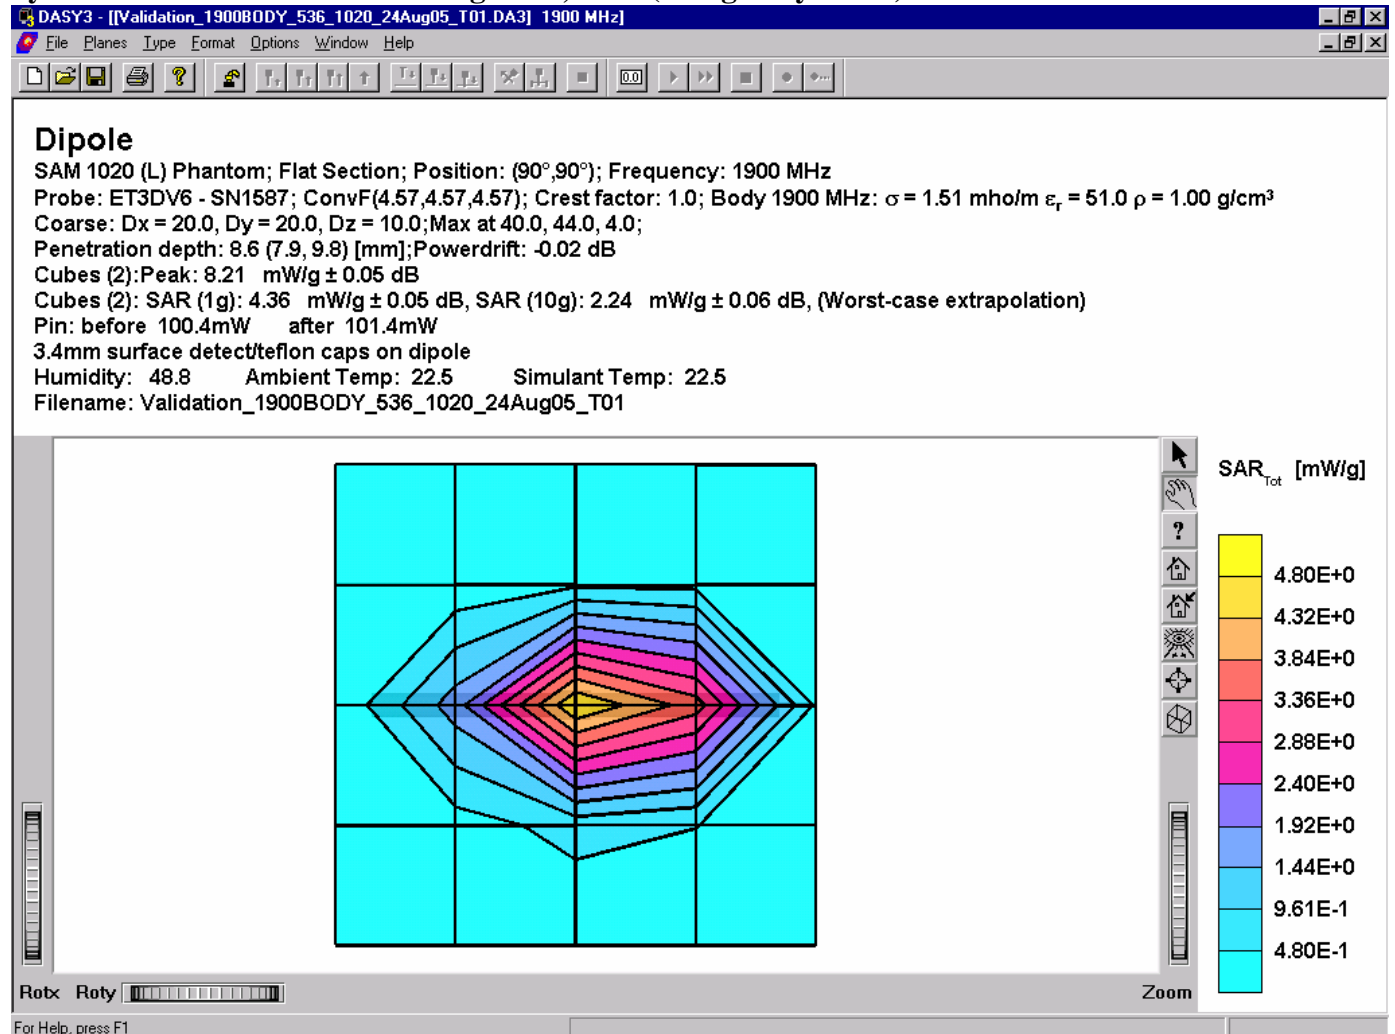 DASY3 - [[Validation_1900BODY_536_1020_24Aug05_T01.DA3] 1900 MHz]
File Planes Type Format Options Window Help
Dipole
SAM 1020 (L) Phantom; Flat Section; Position: (90°,90°); Frequency: 1900 MHz
Probe: ET3DV6 - SN1587; ConvF(4.57,4.57,4.57); Crest factor: 1.0; Body 1900 MHz: σ = 1.51 mho/m εr = 51.0 ρ = 1.00 g/cm³
Coarse: Dx = 20.0, Dy = 20.0, Dz = 10.0;Max at 40.0, 44.0, 4.0;
Penetration depth: 8.6 (7.9, 9.8) [mm];Powerdrift: -0.02 dB
Cubes (2):Peak: 8.21 mW/g ± 0.05 dB
Cubes (2): SAR (1g): 4.36 mW/g ± 0.05 dB, SAR (10g): 2.24 mW/g ± 0.06 dB, (Worst-case extrapolation)
Pin: before 100.4mW after 101.4mW
3.4mm surface detect/teflon caps on dipole
Humidity: 48.8 Ambient Temp: 22.5 Simulant Temp: 22.5
Filename: Validation_1900BODY_536_1020_24Aug05_T01
SARTot [mW/g]
4.80E+0
4.32E+0
3.84E+0
3.36E+0
2.88E+0
2.40E+0
1.92E+0
1.44E+0
9.61E-1
4.80E-1
Rotx Roty Zoom
For Help, press F1